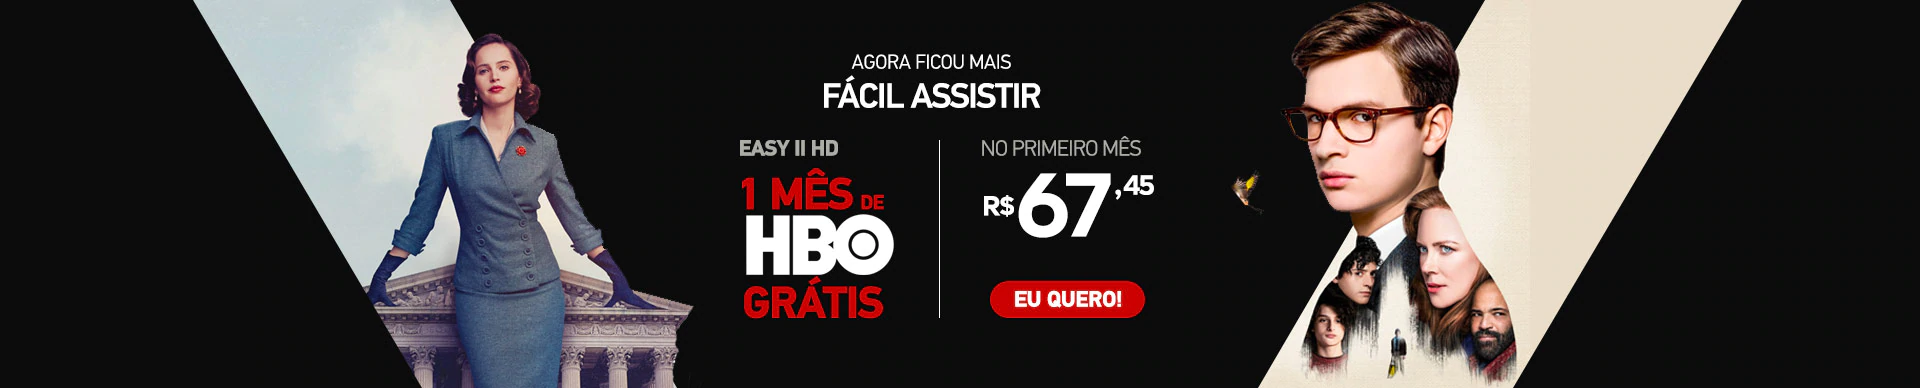 AGORA FICOU MAIS
FÁCIL ASSISTIR
EASY II HD
1 MÊS DE
HBO
GRÁTIS
NO PRIMEIRO MÊS
R$67,45
EU QUERO!